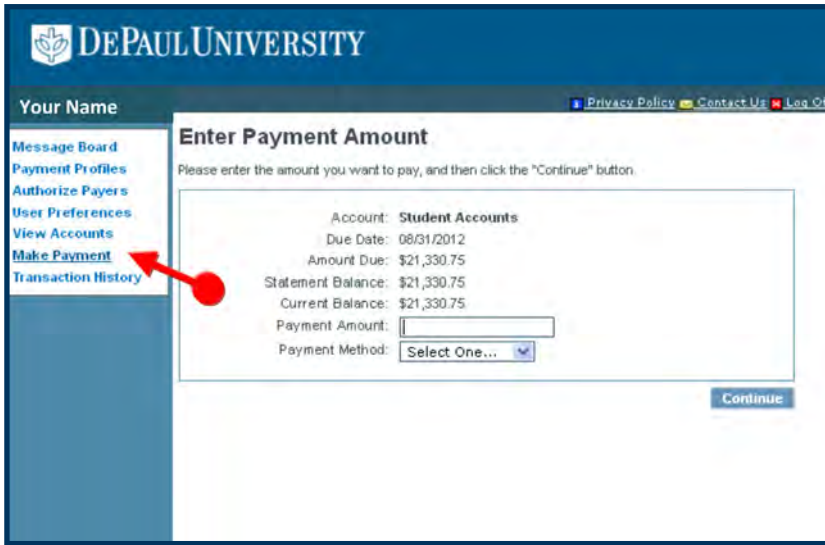 DEPAUL UNIVERSITY
Your Name
Privacy Policy Contact Us Log
Message Board
Payment Profiles
Authorize Payers
User Preferences
View Accounts
Make Payment
Transaction History
Enter Payment Amount
Please enter the amount you want to pay, and then click the "Continue" button.
Account: Student Accounts
Due Date: 08/31/2012
Amount Due: $21,330.75
Statement Balance: $21,330.75
Current Balance: $21,330.75
Payment Amount:
Payment Method: Select One...
Continue